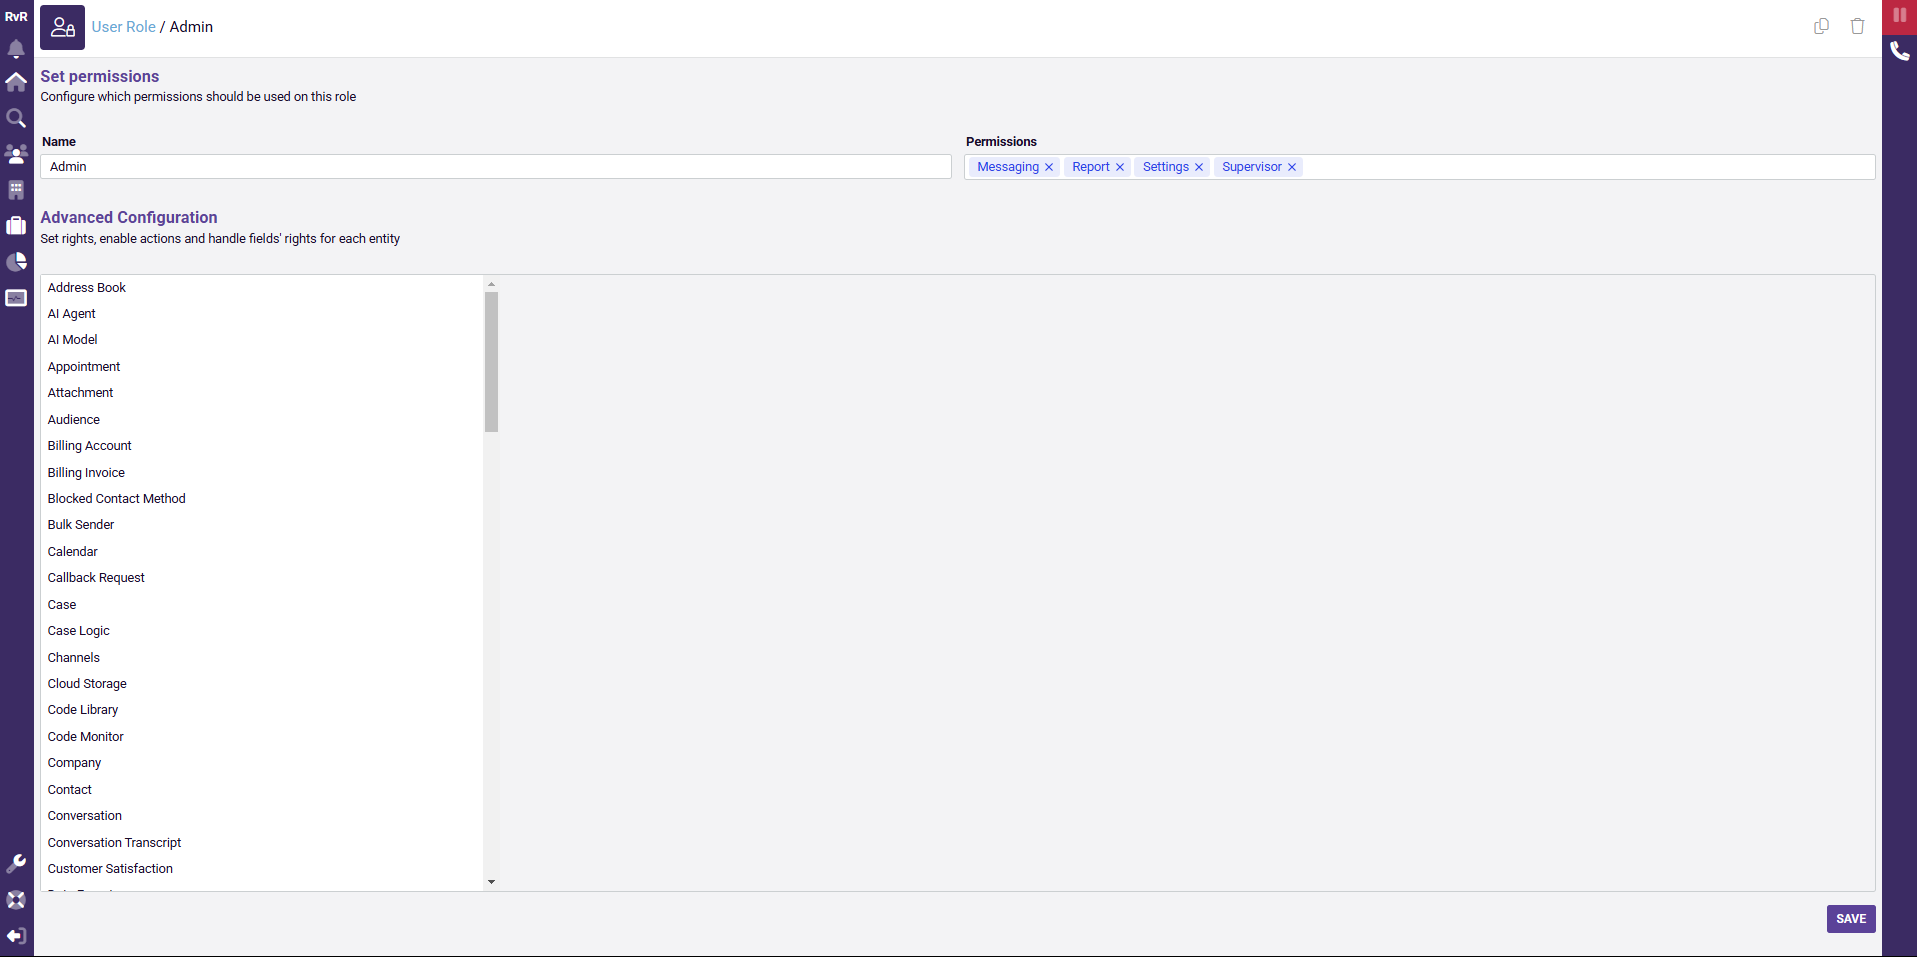 RvR
User Role / Admin
Set permissions
Configure which permissions should be used on this role
Name
Permissions
Admin
Messaging × Report × Settings × Supervisor ×
Advanced Configuration
Set rights, enable actions and handle fields' rights for each entity
Address Book
AI Agent
AI Model
Appointment
Attachment
Audience
Billing Account
Billing Invoice
Blocked Contact Method
Bulk Sender
Calendar
Callback Request
Case
Case Logic
Channels
Cloud Storage
Code Library
Code Monitor
Company
Contact
Conversation
Conversation Transcript
Customer Satisfaction
SAVE